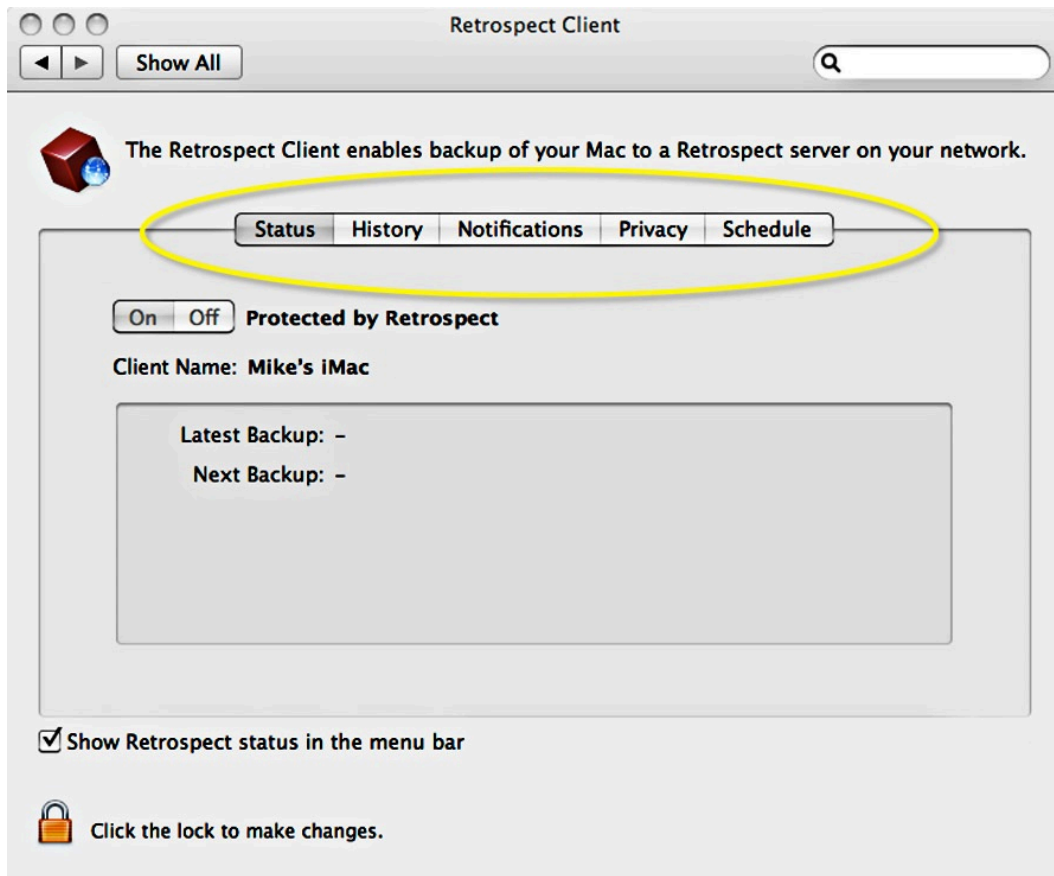 Retrospect Client
Show All
The Retrospect Client enables backup of your Mac to a Retrospect server on your network.
Status History Notifications Privacy Schedule
On Off Protected by Retrospect
Client Name: Mike's iMac
Latest Backup: –
Next Backup: –
Show Retrospect status in the menu bar
Click the lock to make changes.